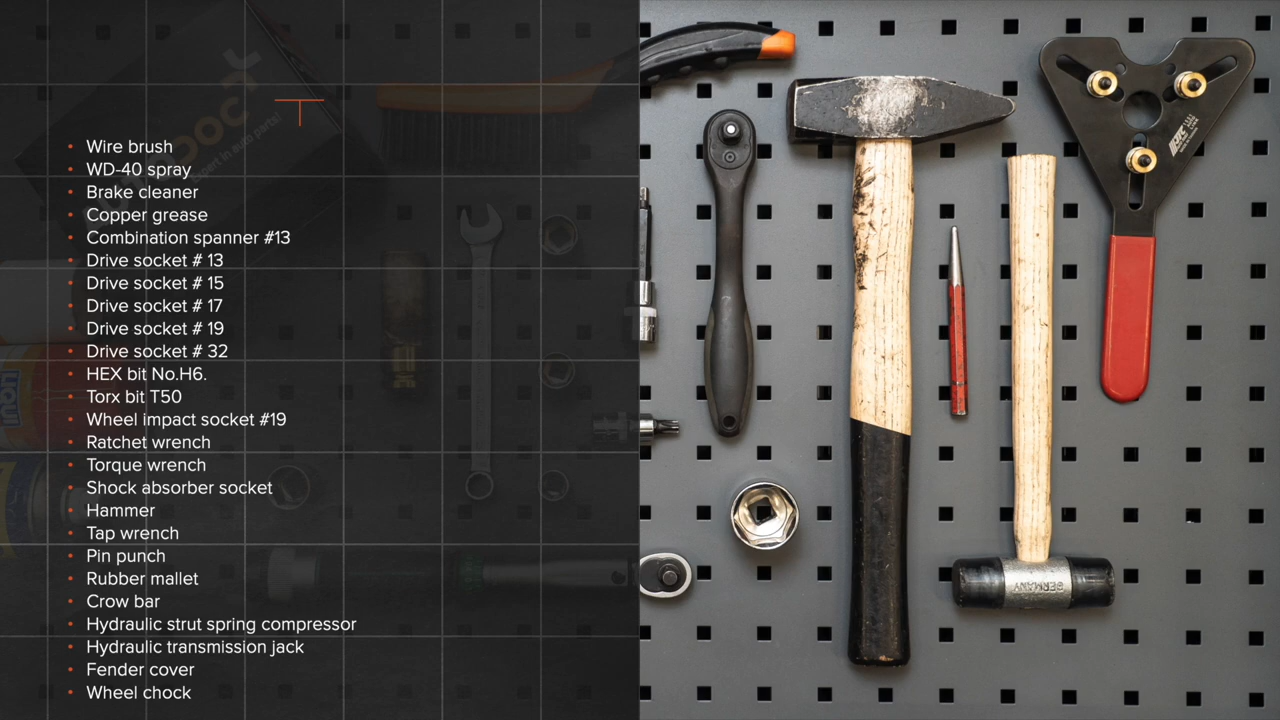 Wire brush
WD-40 spray
Brake cleaner
Copper grease
Combination spanner #13
Drive socket # 13
Drive socket # 15
Drive socket # 17
Drive socket # 19
Drive socket # 32
HEX bit No.H6.
Torx bit T50
Wheel impact socket #19
Ratchet wrench
Torque wrench
Shock absorber socket
Hammer
Tap wrench
Pin punch
Rubber mallet
Crow bar
Hydraulic strut spring compressor
Hydraulic transmission jack
Fender cover
Wheel chock
GERMANY
JTC
LIQUI